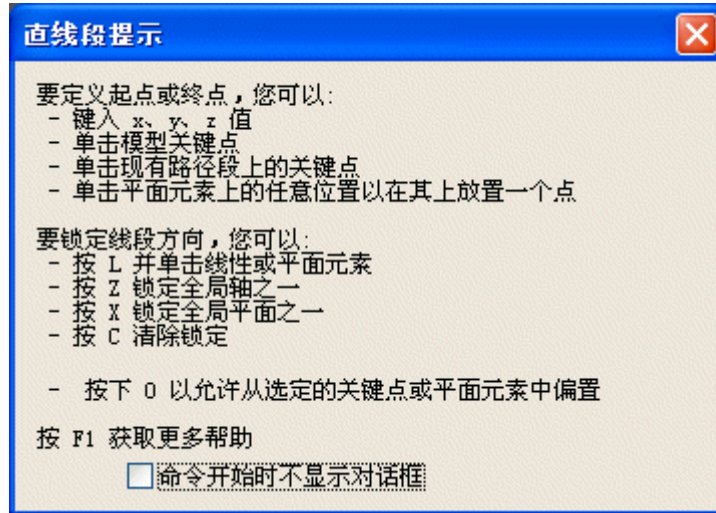 直线段提示
要定义起点或终点，您可以:
- 键入 x、y、z 值
- 单击模型关键点
- 单击现有路径段上的关键点
- 单击平面元素上的任意位置以在其上放置一个点
要锁定线段方向，您可以:
- 按 L 并单击线性或平面元素
- 按 Z 锁定全局轴之一
- 按 X 锁定全局平面之一
- 按 C 清除锁定
- 按下 O 以允许从选定的关键点或平面元素中偏置
按 F1 获取更多帮助
命令开始时不显示对话框